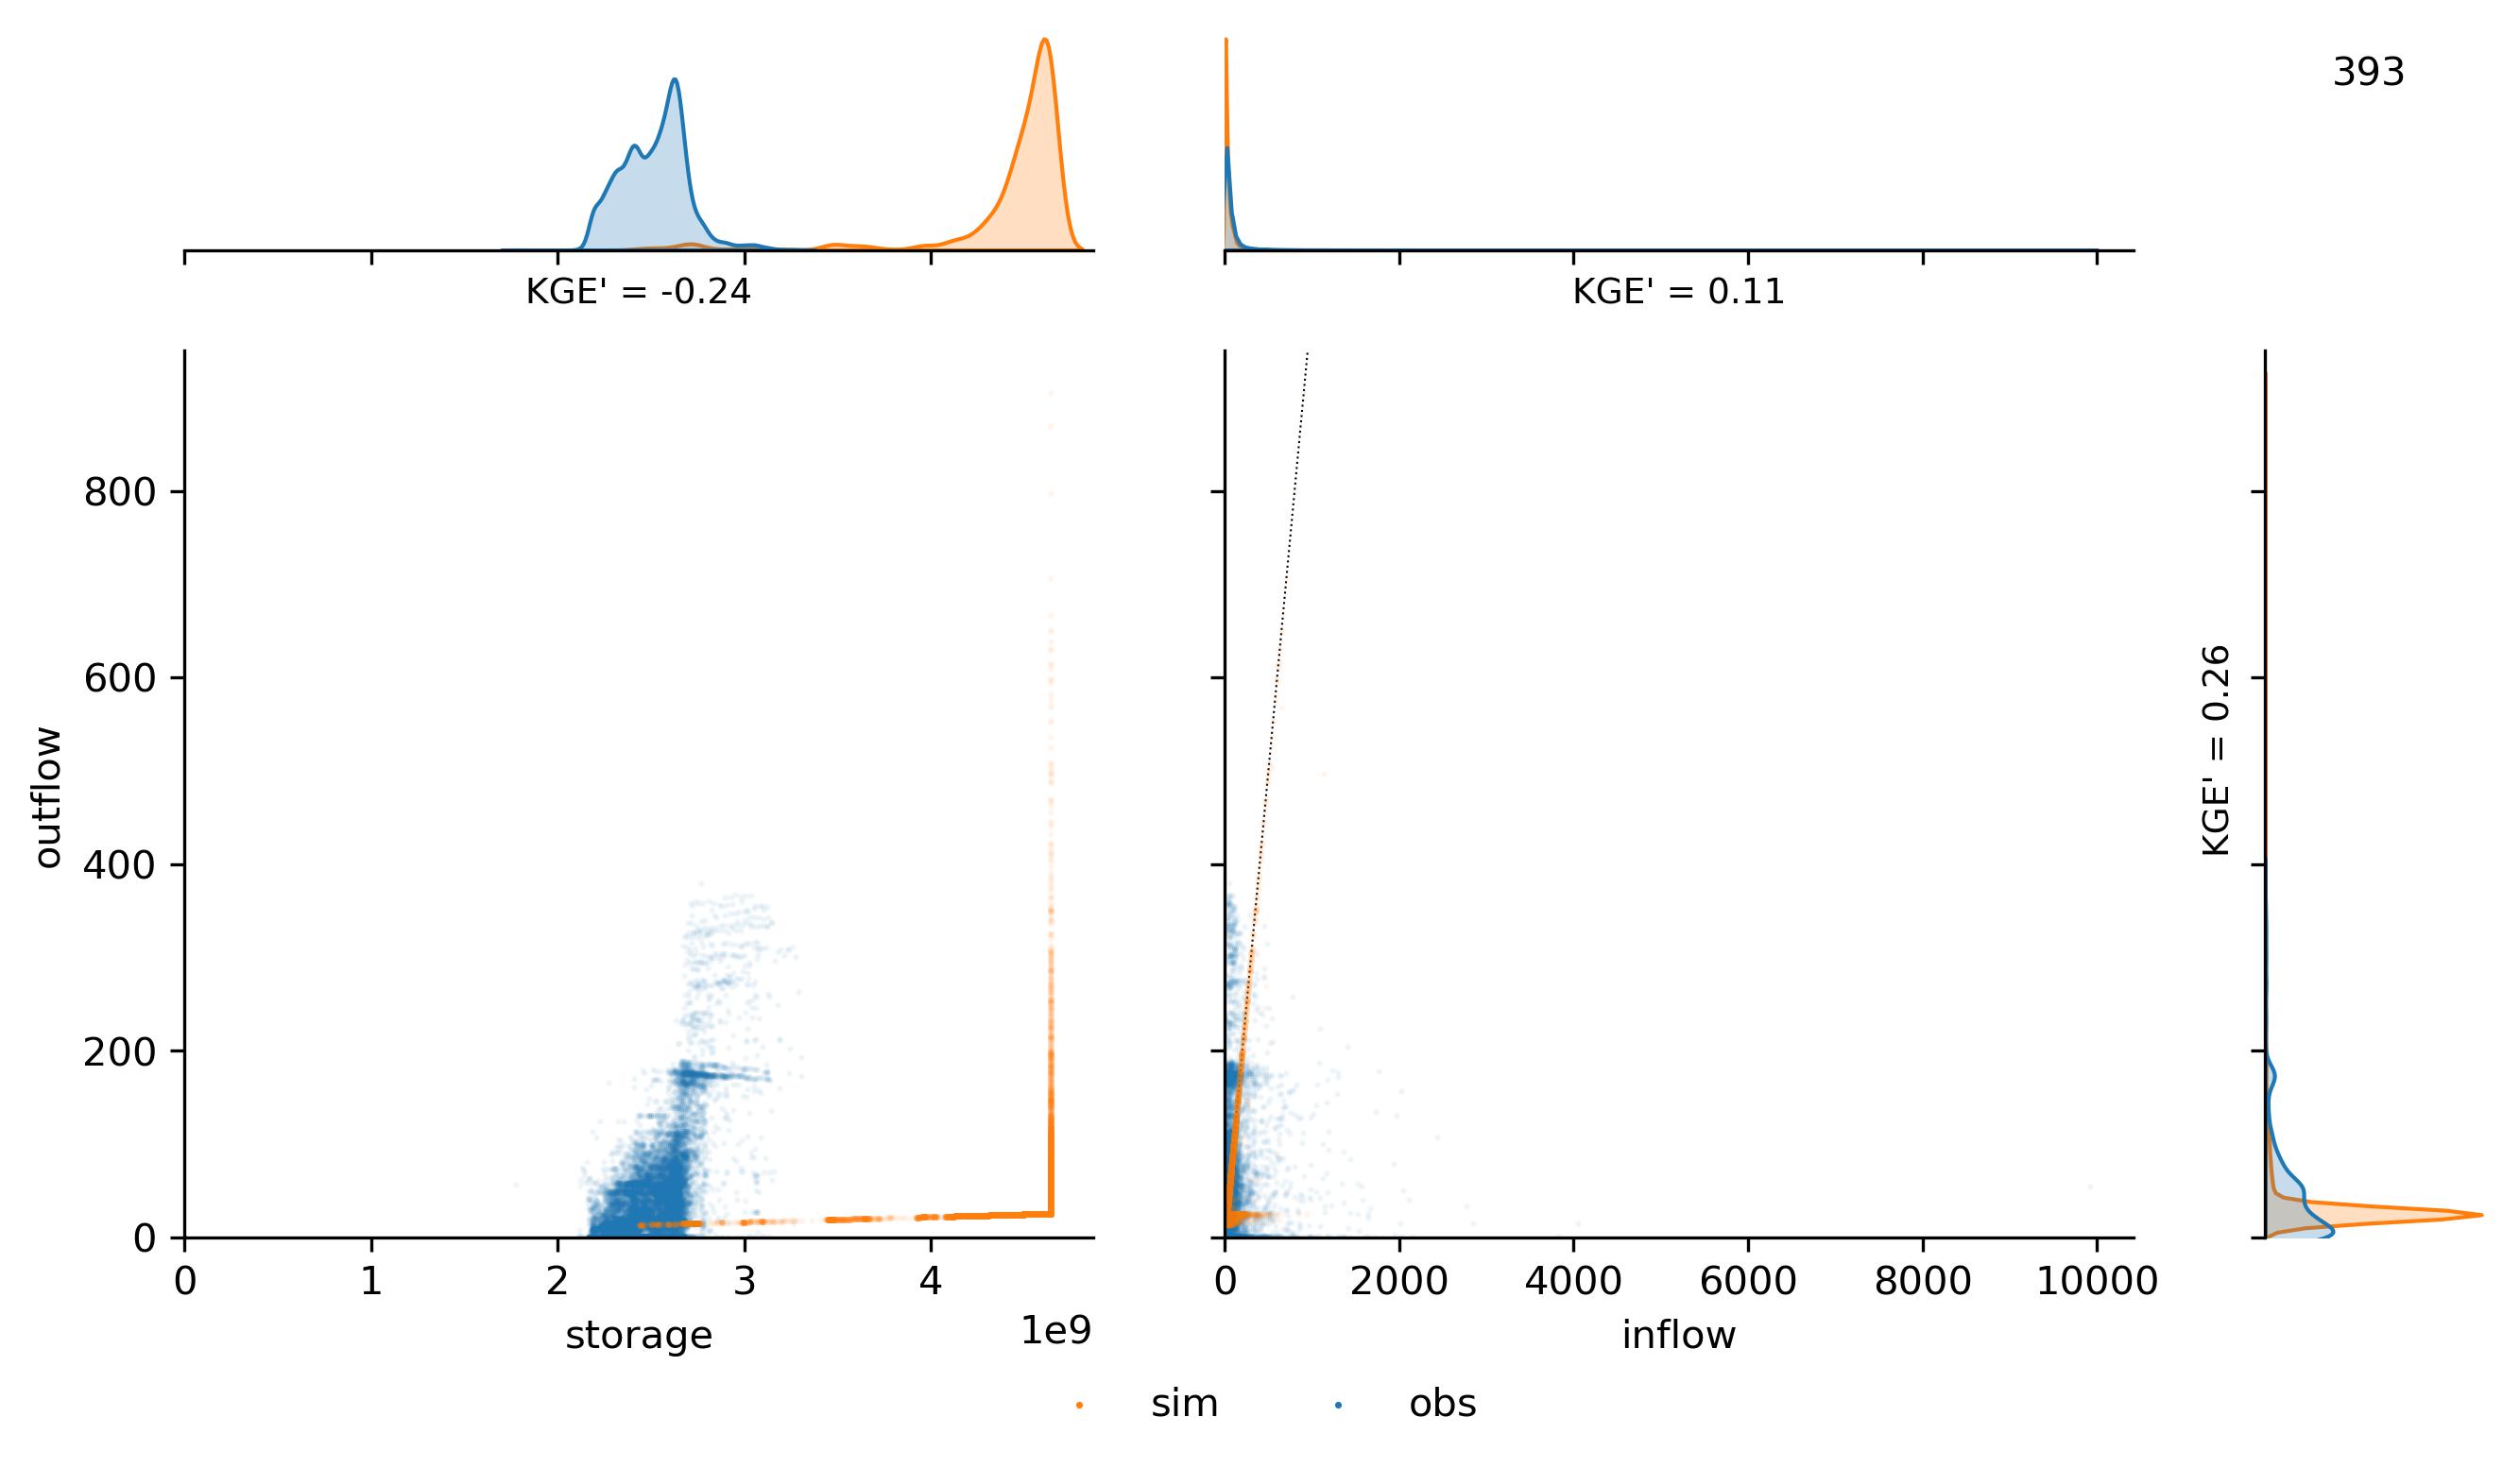 393
KGE' = -0.24
KGE' = 0.11
outflow
800
600
400
200
0
KGE' = 0.26
0 1 2 3 4
1e9
storage
0 2000 4000 6000 8000 10000
inflow
sim obs